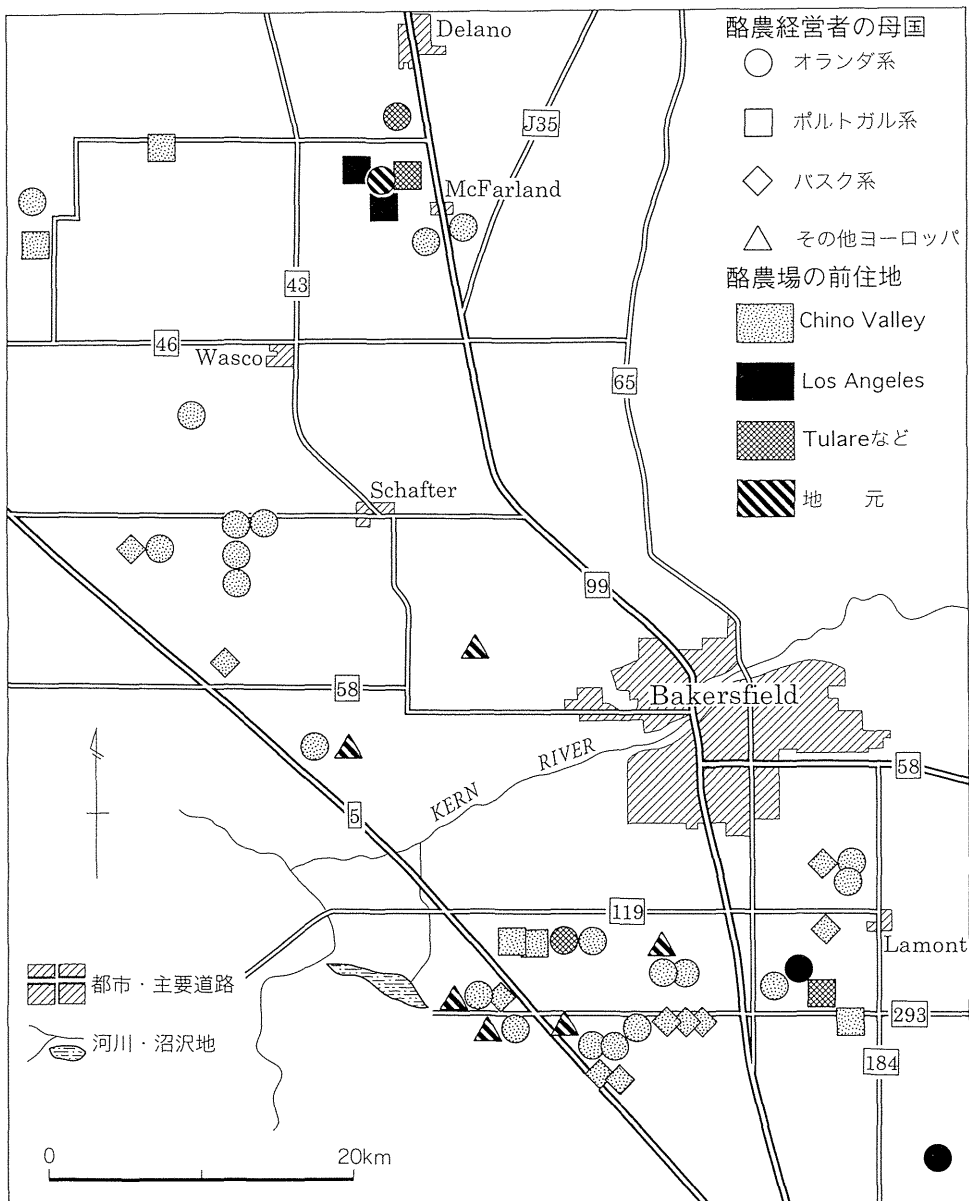 Delano
酪農経営者の母国
オランダ系
J35
ポルトガル系
バスク系
McFarland
その他ヨーロッパ
酪農場の前住地
43
Chino Valley
46
Wasco
65
Los Angeles
Tulareなど
Schafter
地 元
99
58
Bakersfield
KERN RIVER
58
5
119
Lamont
都市・主要道路
293
河川・沼沢地
184
0 20km